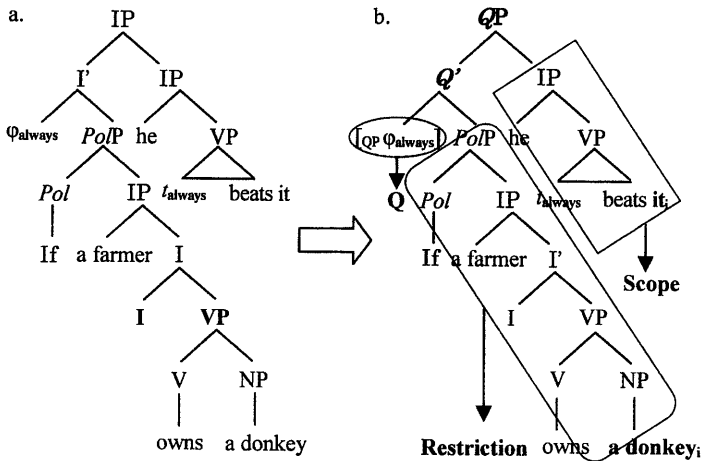 a. IP b. QP
I' IP Q' IP
φalways PolP he VP [QP φalways] PolP he VP
Pol IP talways beats it Q Pol IP talways beats iti
If a farmer I If a farmer I' Scope
I VP I VP
V NP V NP
owns a donkey Restriction owns a donkeyi